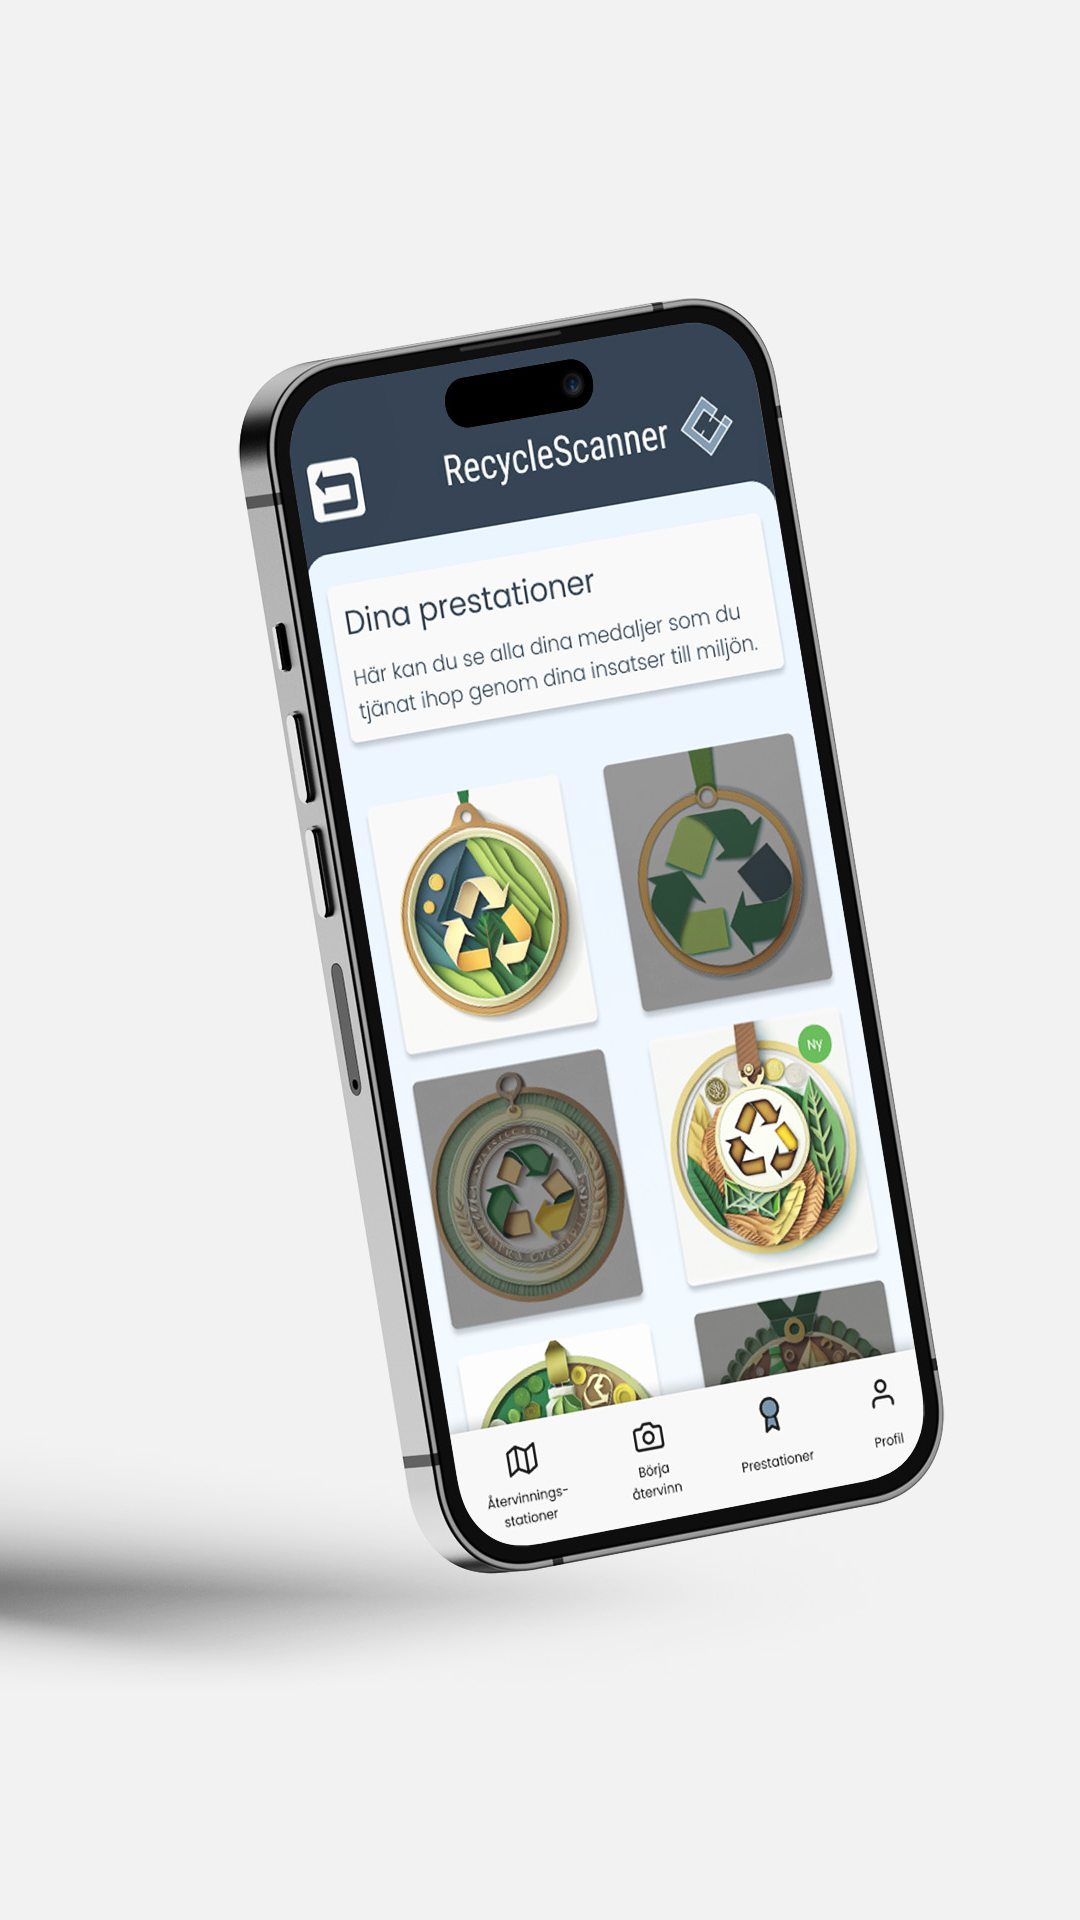 RecycleScanner
Dina prestationer
Här kan du se alla dina medaljer som du
tjänat ihop genom dina insatser till miljön.
Ny
Återvinnings-
stationer
Börja
återvinn
Prestationer
Profil